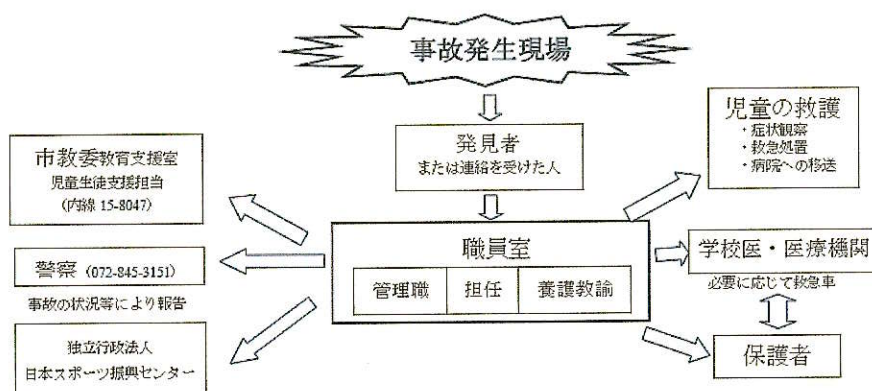 事故発生現場
発見者
または連絡を受けた人
児童の救護
・症状観察
・救急処置
・病院への移送
市教委教育支援室
児童生徒支援担当
(内線 15-8047)
職員室
管理職 担任 養護教諭
学校医・医療機関
必要に応じて救急車
警察 (072-845-3151)
事故の状況等により報告
独立行政法人
日本スポーツ振興センター
保護者